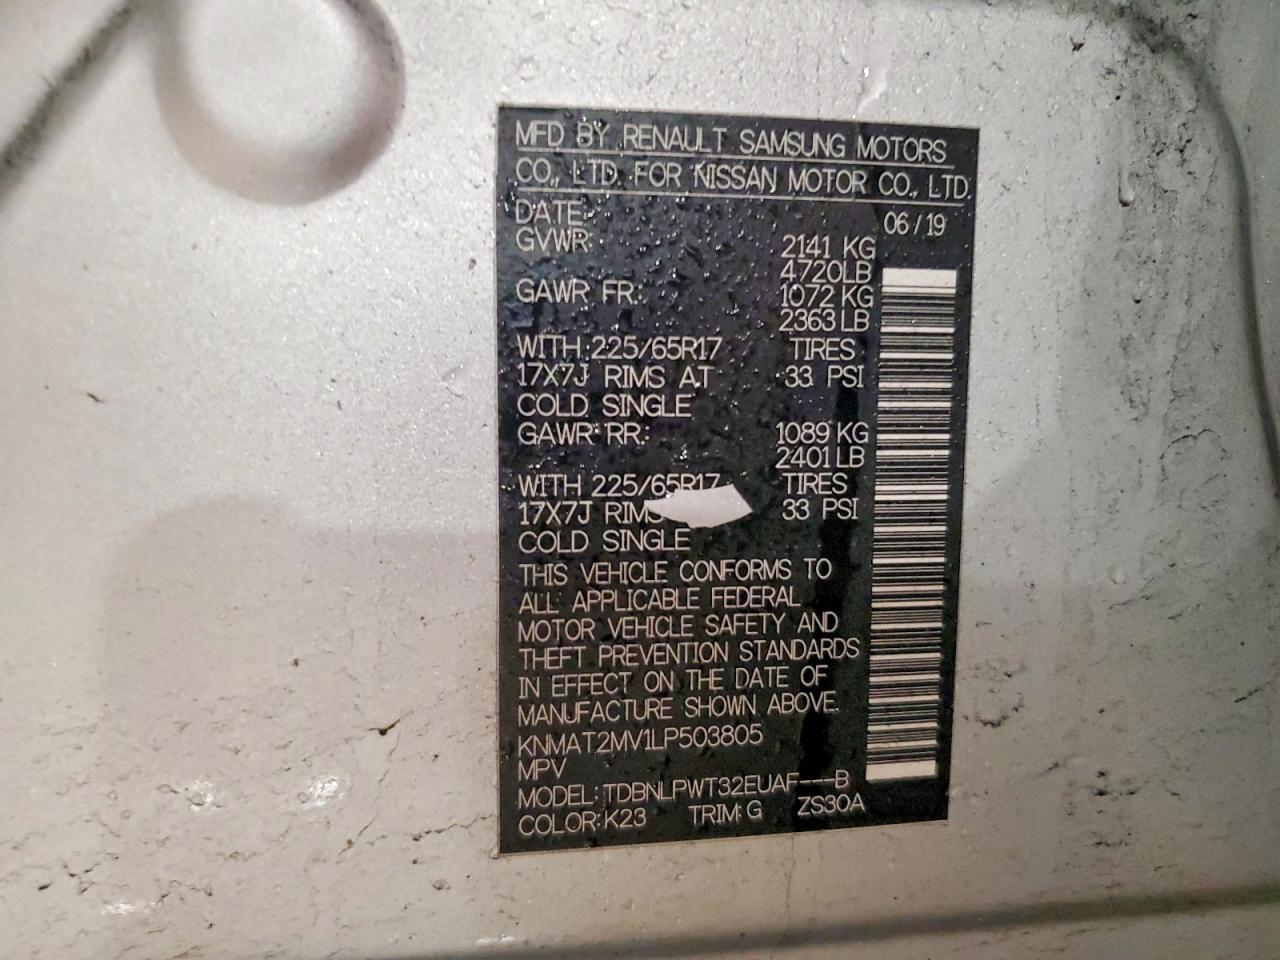 MFD BY RENAULT SAMSUNG MOTORS
CO., LTD. FOR NISSAN MOTOR CO., LTD
DATE: 06/19
GVWR: 2141 KG
4720LB
GAWR FR: 1072 KG
2363 LB
WITH 225/65R17 TIRES
17X7J RIMS AT 33 PSI
COLD SINGLE
GAWR RR: 1089 KG
2401 LB
WITH 225/65R17 TIRES
17X7J RIMS 33 PSI
COLD SINGLE
THIS VEHICLE CONFORMS TO
ALL APPLICABLE FEDERAL
MOTOR VEHICLE SAFETY AND
THEFT PREVENTION STANDARDS
IN EFFECT ON THE DATE OF
MANUFACTURE SHOWN ABOVE.
KNMAT2MV1LP503805
MPV
MODEL: TDBNLPWT32EUAF---B
COLOR: K23 TRIM: G ZS30A